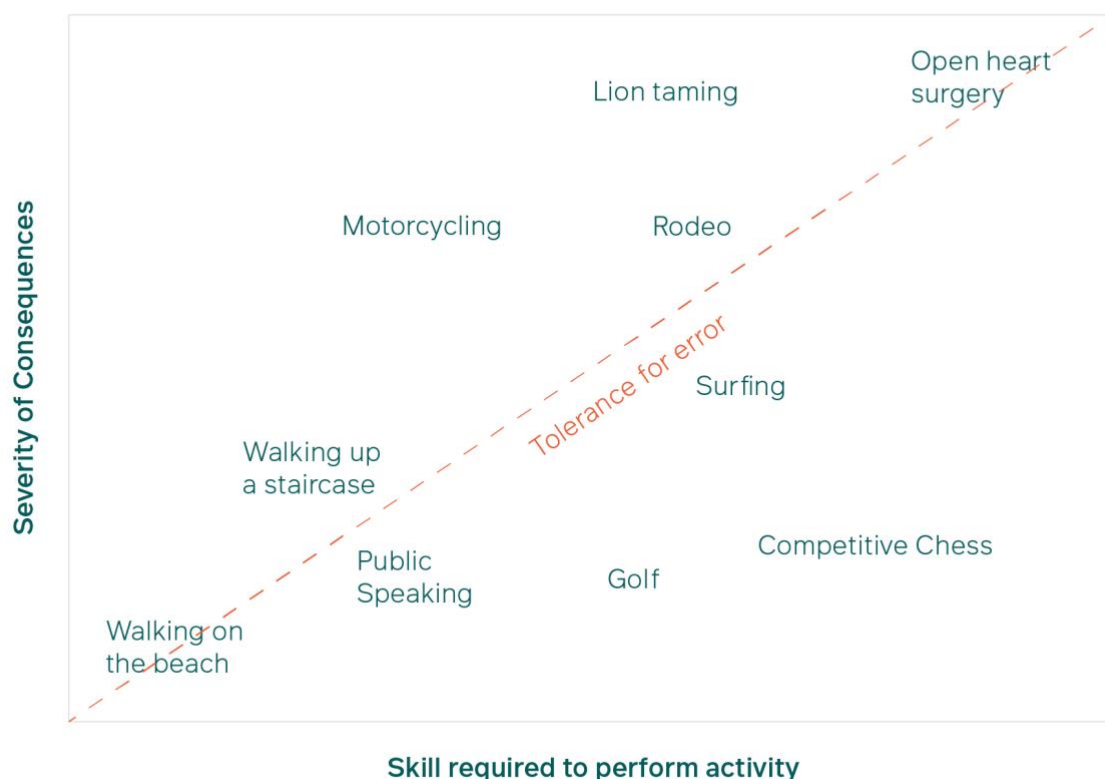 Open heart
surgery
Lion taming
Motorcycling
Rodeo
Severity of Consequences
Tolerance for error
Surfing
Walking up
a staircase
Competitive Chess
Public
Speaking
Golf
Walking on
the beach
Skill required to perform activity